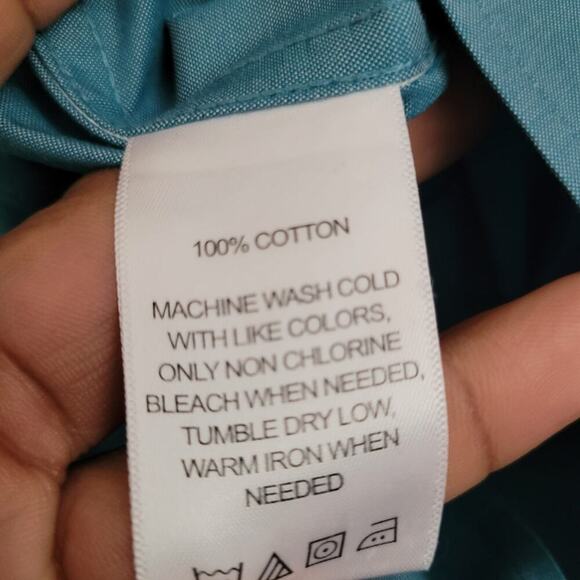 100% COTTON
MACHINE WASH COLD
WITH LIKE COLORS,
ONLY NON CHLORINE
BLEACH WHEN NEEDED,
TUMBLE DRY LOW,
WARM IRON WHEN
NEEDED